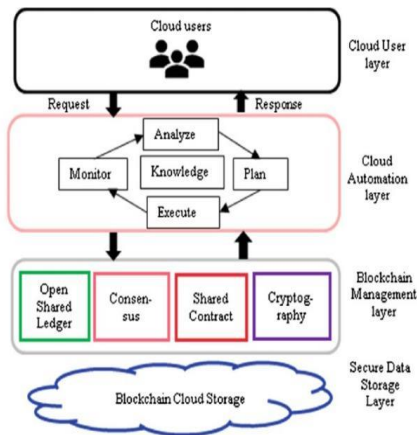 Cloud users
Cloud User
layer
Request
Response
Analyze
Monitor
Knowledge
Plan
Execute
Cloud
Automation
layer
Open
Shared
Ledger
Consen-
sus
Shared
Contract
Cryptog-
raphy
Blockchain
Management
layer
Blockchain Cloud Storage
Secure Data
Storage
Layer